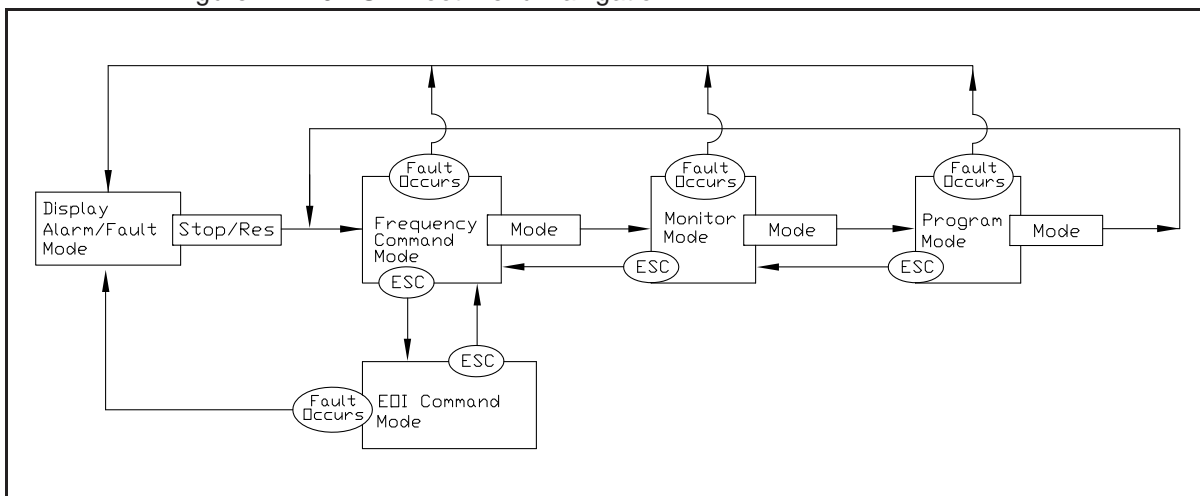 Display
Alarm/Fault
Mode
Stop/Res
Fault
Occurs
Frequency
Command
Mode
ESC
Mode
Fault
Occurs
Monitor
Mode
ESC
Mode
Fault
Occurs
Program
Mode
ESC
Mode
ESC
Fault
Occurs
EOI Command
Mode